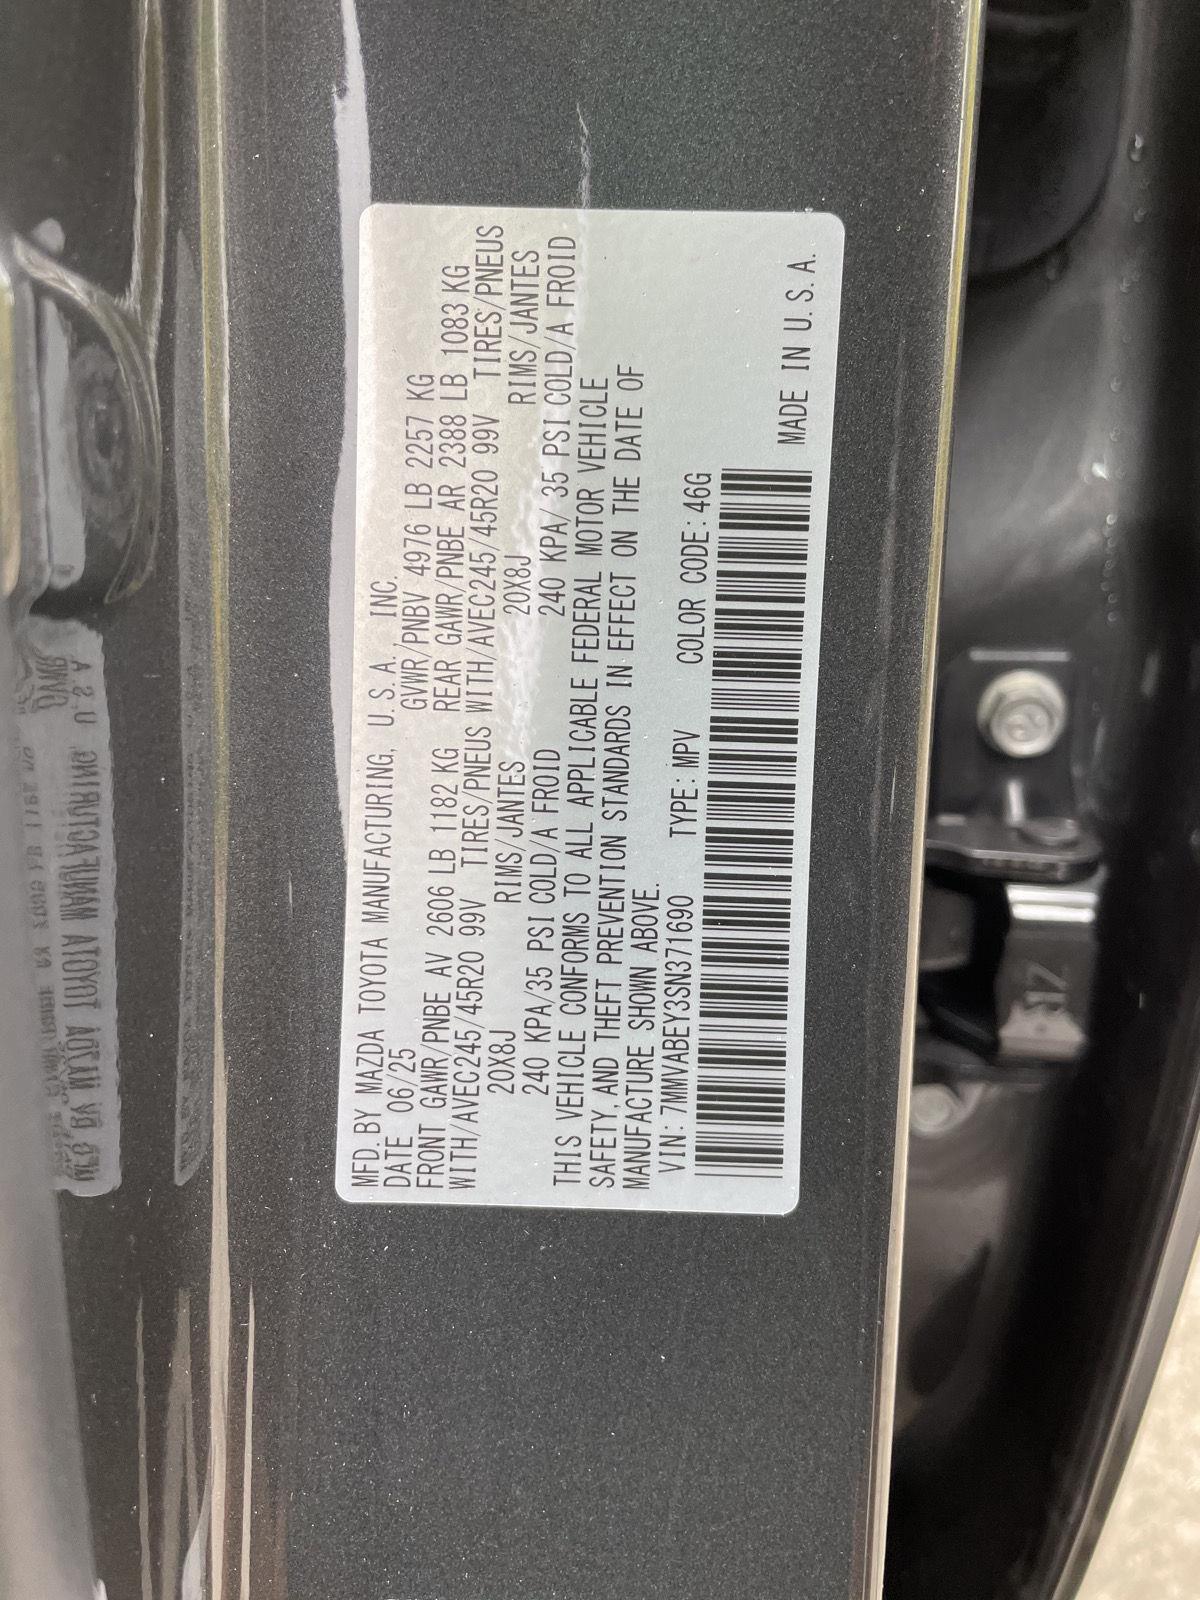 MFD. BY MAZDA TOYOTA MANUFACTURING, U.S.A. INC.
DATE 06/25 GVWR/PNBV 4976 LB 2257 KG
FRONT GAWR/PNBE AV 2606 LB 1182 KG REAR GAWR/PNBE AR 2388 LB 1083 KG
WITH/AVEC245/45R20 99V TIRES/PNEUS WITH/AVEC245/45R20 99V TIRES/PNEUS
20X8J RIMS/JANTES 20X8J RIMS/JANTES
240 KPA/35 PSI COLD/A FROID 240 KPA/35 PSI COLD/A FROID
THIS VEHICLE CONFORMS TO ALL APPLICABLE FEDERAL MOTOR VEHICLE
SAFETY, AND THEFT PREVENTION STANDARDS IN EFFECT ON THE DATE OF
MANUFACTURE SHOWN ABOVE.
VIN: 7MMVABEY3SN371690 TYPE: MPV COLOR CODE: 46G
MADE IN U.S.A.
ZR